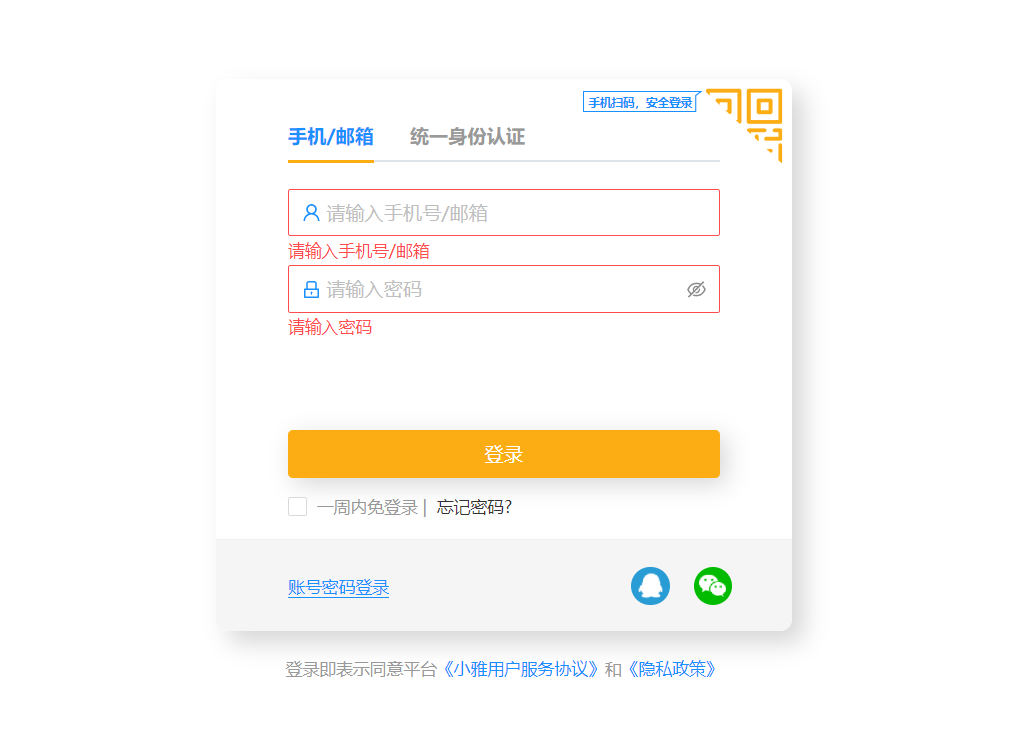 手机扫码，安全登录
手机/邮箱
统一身份认证
请输入手机号/邮箱
请输入手机号/邮箱
请输入密码
请输入密码
登录
一周内免登录 | 忘记密码?
账号密码登录
登录即表示同意平台《小雅用户服务协议》和《隐私政策》